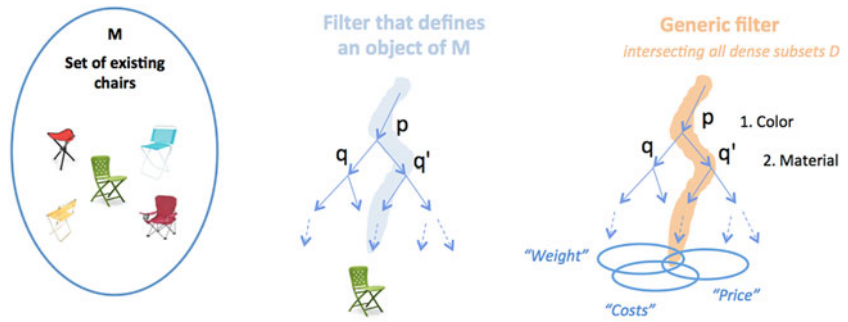 M
Set of existing
chairs
Filter that defines
an object of M
p
q
q'
Generic filter
intersecting all dense subsets D
p
1. Color
q
q'
2. Material
"Weight"
"Costs"
"Price"